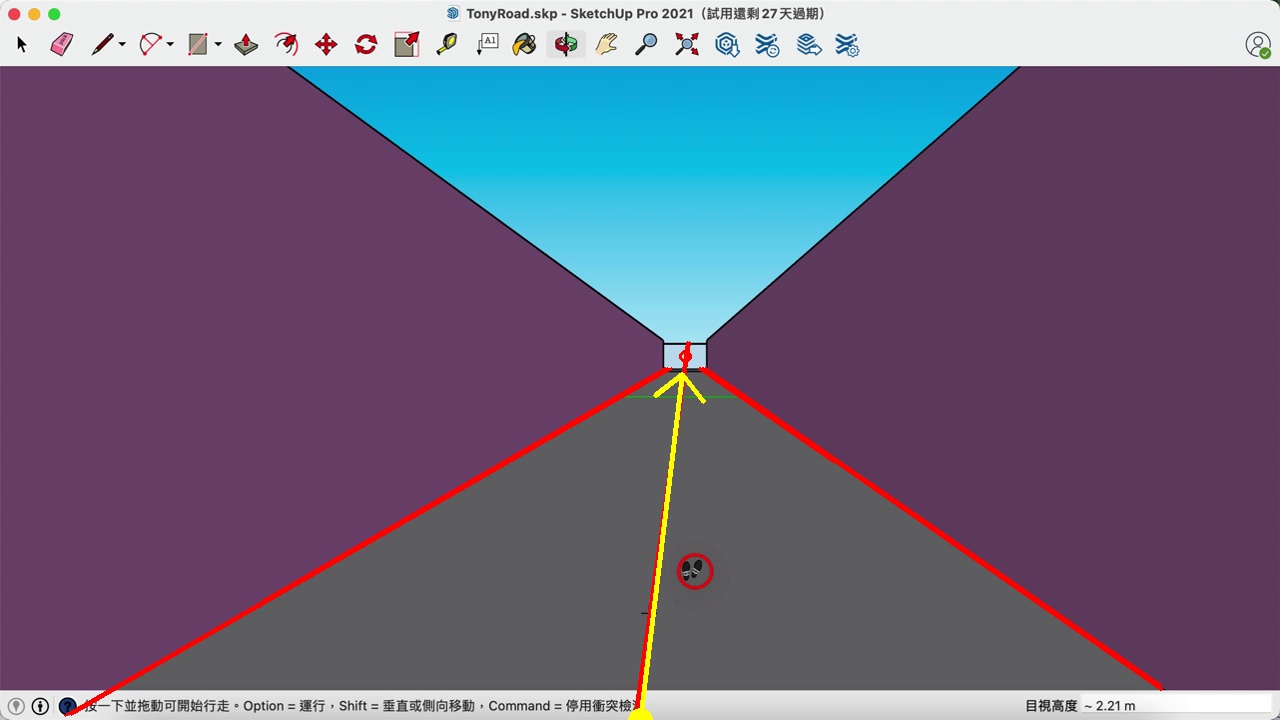 TonyRoad.skp - SketchUp Pro 2021（試用還剩27天過期）
A1
按一下並拖動可開始行走。Option = 運行，Shift = 垂直或側向移動，Command = 停用衝突檢
目視高度 ~ 2.21 m